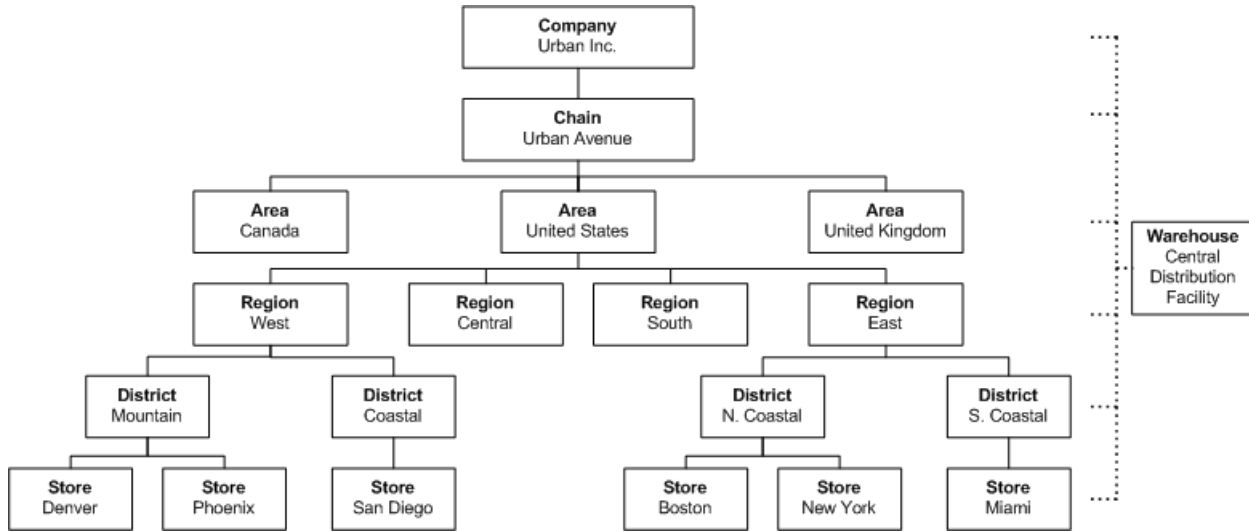 Company
Urban Inc.
Chain
Urban Avenue
Area
Canada
Area
United States
Area
United Kingdom
Warehouse
Central
Distribution
Facility
Region
West
Region
Central
Region
South
Region
East
District
Mountain
District
Coastal
District
N. Coastal
District
S. Coastal
Store
Denver
Store
Phoenix
Store
San Diego
Store
Boston
Store
New York
Store
Miami